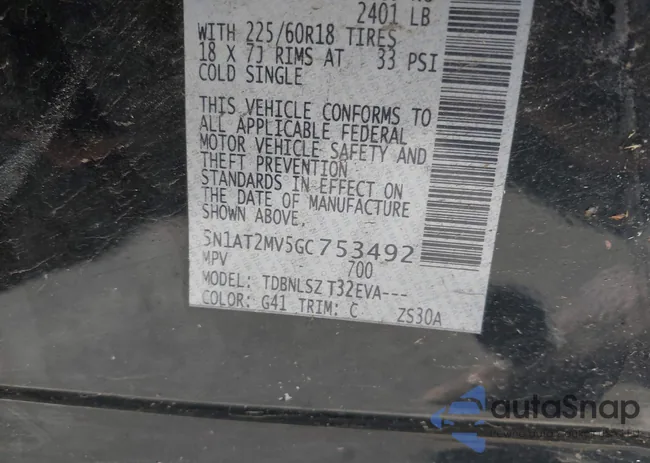 2401 LB
WITH 225/60R18 TIRES
18 X 7J RIMS AT 33 PSI
COLD SINGLE
THIS VEHICLE CONFORMS TO
ALL APPLICABLE FEDERAL
MOTOR VEHICLE SAFETY AND
THEFT PREVENTION
STANDARDS IN EFFECT ON
THE DATE OF MANUFACTURE
SHOWN ABOVE.
5N1AT2MV5GC753492
MPV 700
MODEL: TDBNLSZ T32EVA---
COLOR: G41 TRIM: C ZS30A
autoSnap